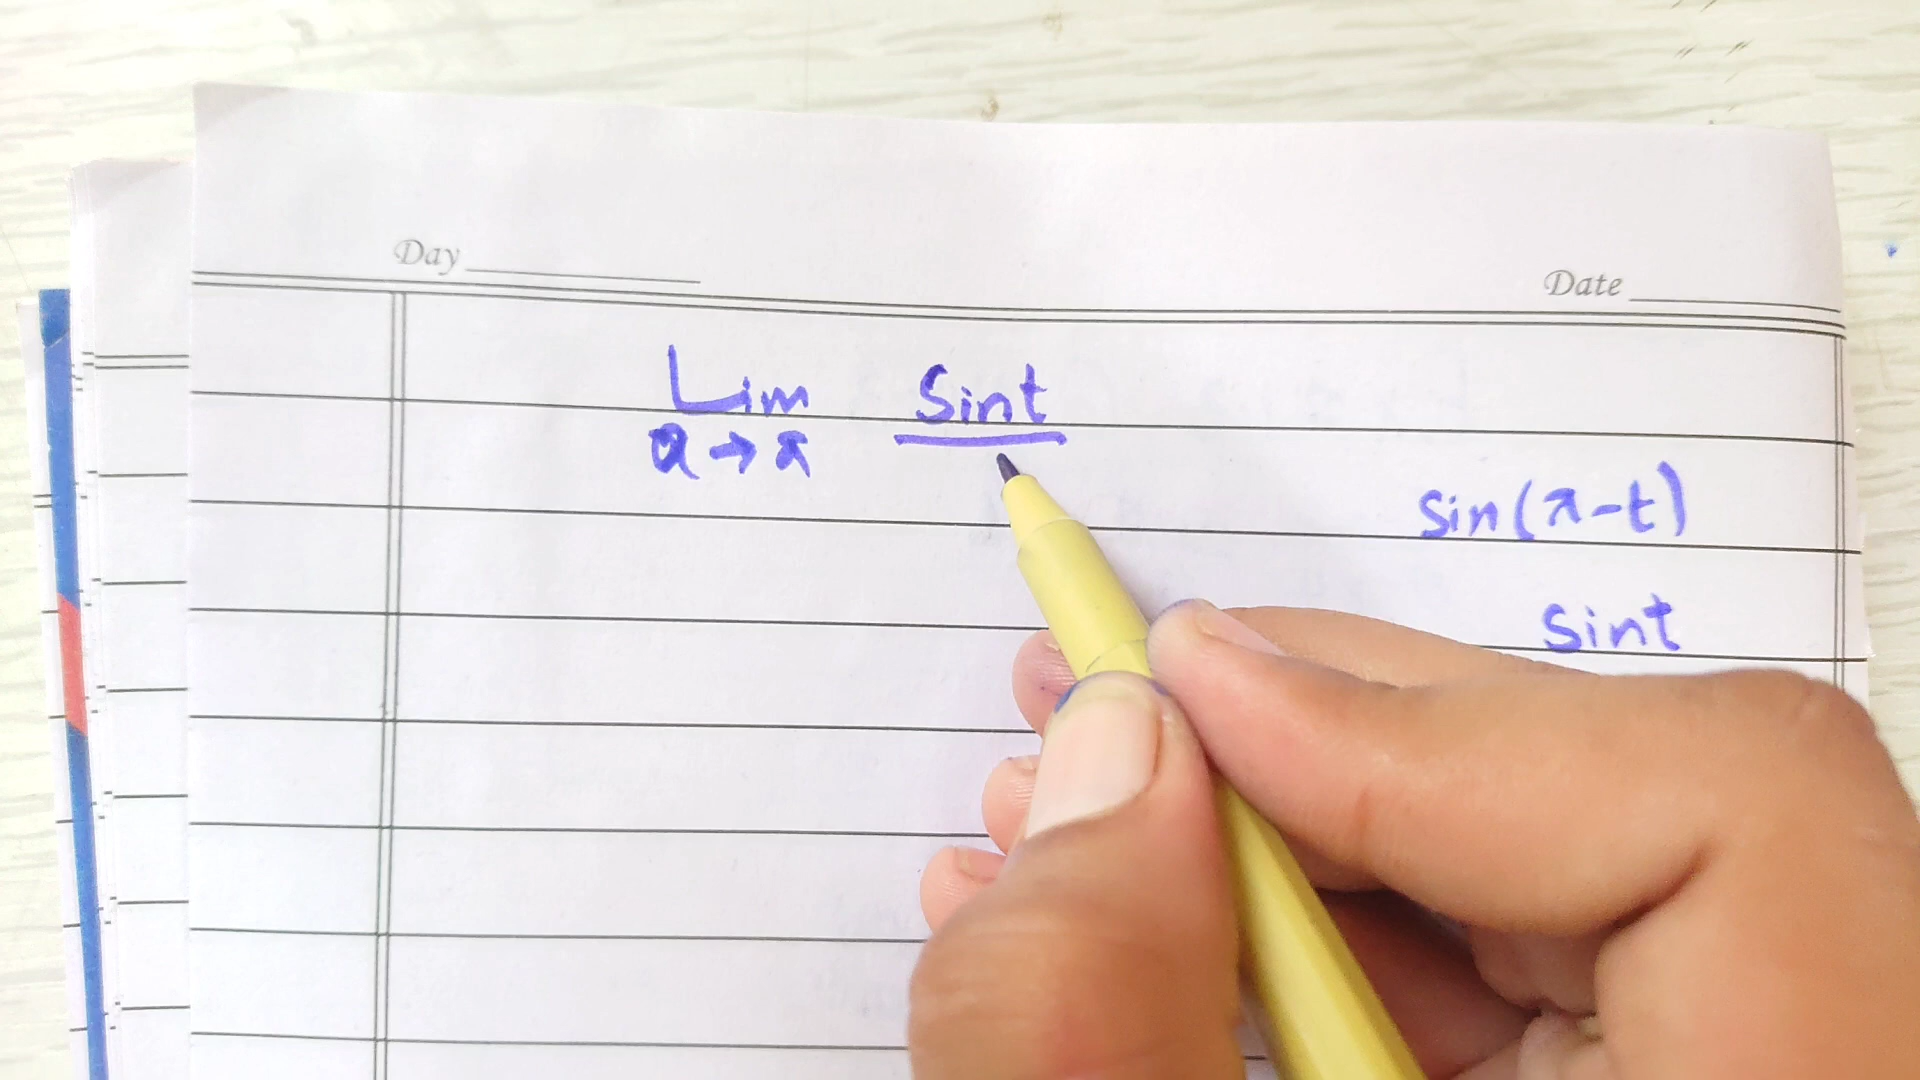 Day
Date
Lim Sint
x → π
Sin(π-t)
Sint